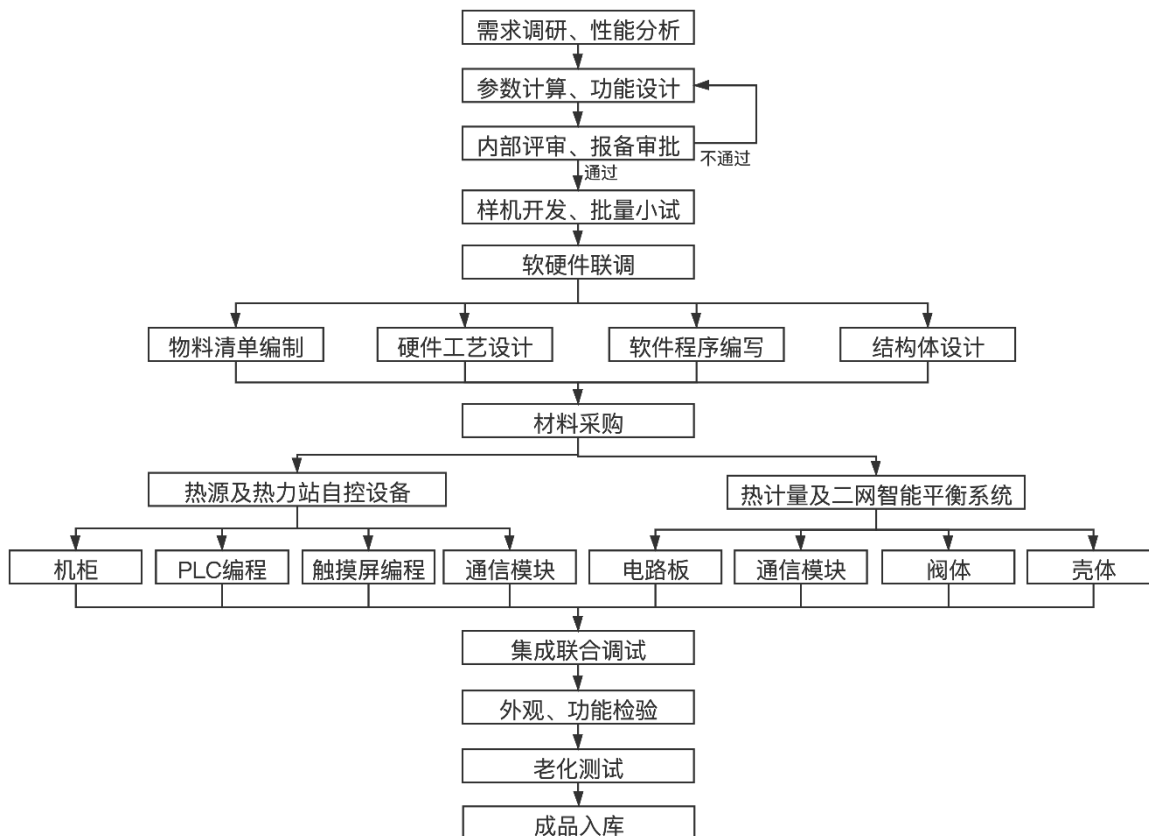 需求调研、性能分析
参数计算、功能设计
内部评审、报备审批
不通过
通过
样机开发、批量小试
软硬件联调
物料清单编制
硬件工艺设计
软件程序编写
结构体设计
材料采购
热源及热力站自控设备
热计量及二网智能平衡系统
机柜
PLC编程
触摸屏编程
通信模块
电路板
通信模块
阀体
壳体
集成联合调试
外观、功能检验
老化测试
成品入库